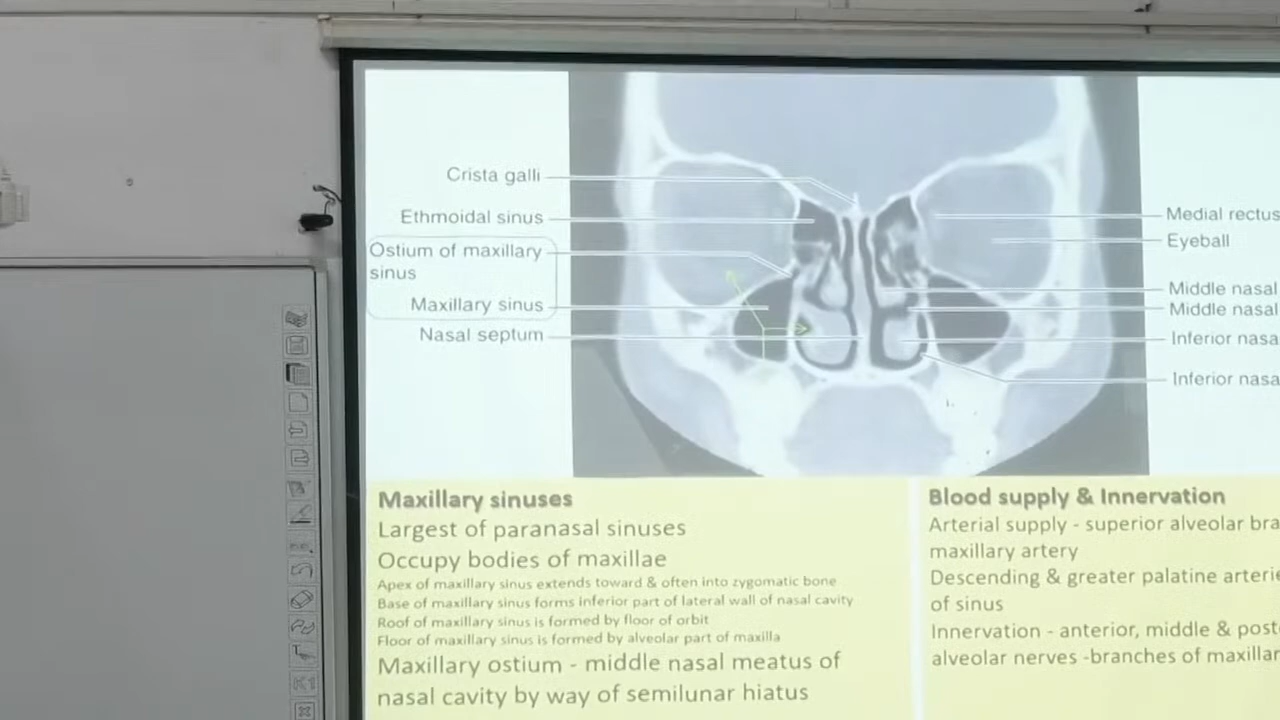 Crista galli
Ethmoidal sinus
Ostium of maxillary
sinus
Maxillary sinus
Nasal septum
Medial rectus
Eyeball
Middle nasal
Middle nasal
Inferior nasa
Inferior nasa
Maxillary sinuses
Largest of paranasal sinuses
Occupy bodies of maxillae
Apex of maxillary sinus extends toward & often into zygomatic bone
Base of maxillary sinus forms inferior part of lateral wall of nasal cavity
Roof of maxillary sinus is formed by floor of orbit
Floor of maxillary sinus is formed by alveolar part of maxilla
Maxillary ostium - middle nasal meatus of
nasal cavity by way of semilunar hiatus
Blood supply & Innervation
Arterial supply - superior alveolar bra
maxillary artery
Descending & greater palatine arterie
of sinus
Innervation - anterior, middle & post
alveolar nerves -branches of maxillar